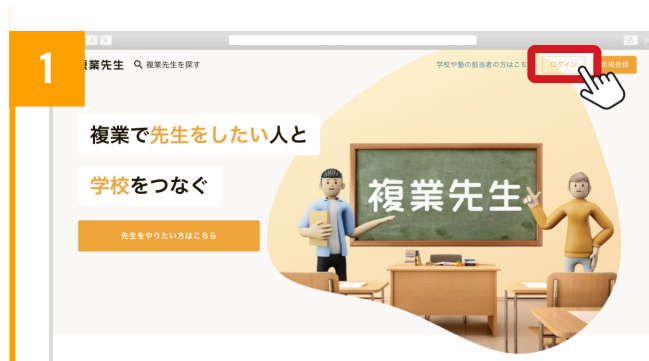 1
業先生
複業先生を探す
学校や塾の担当者の方はこち
ログイン
新規登録
複業で先生をしたい人と
学校をつなぐ
先生をやりたい方はこちら
複業先生